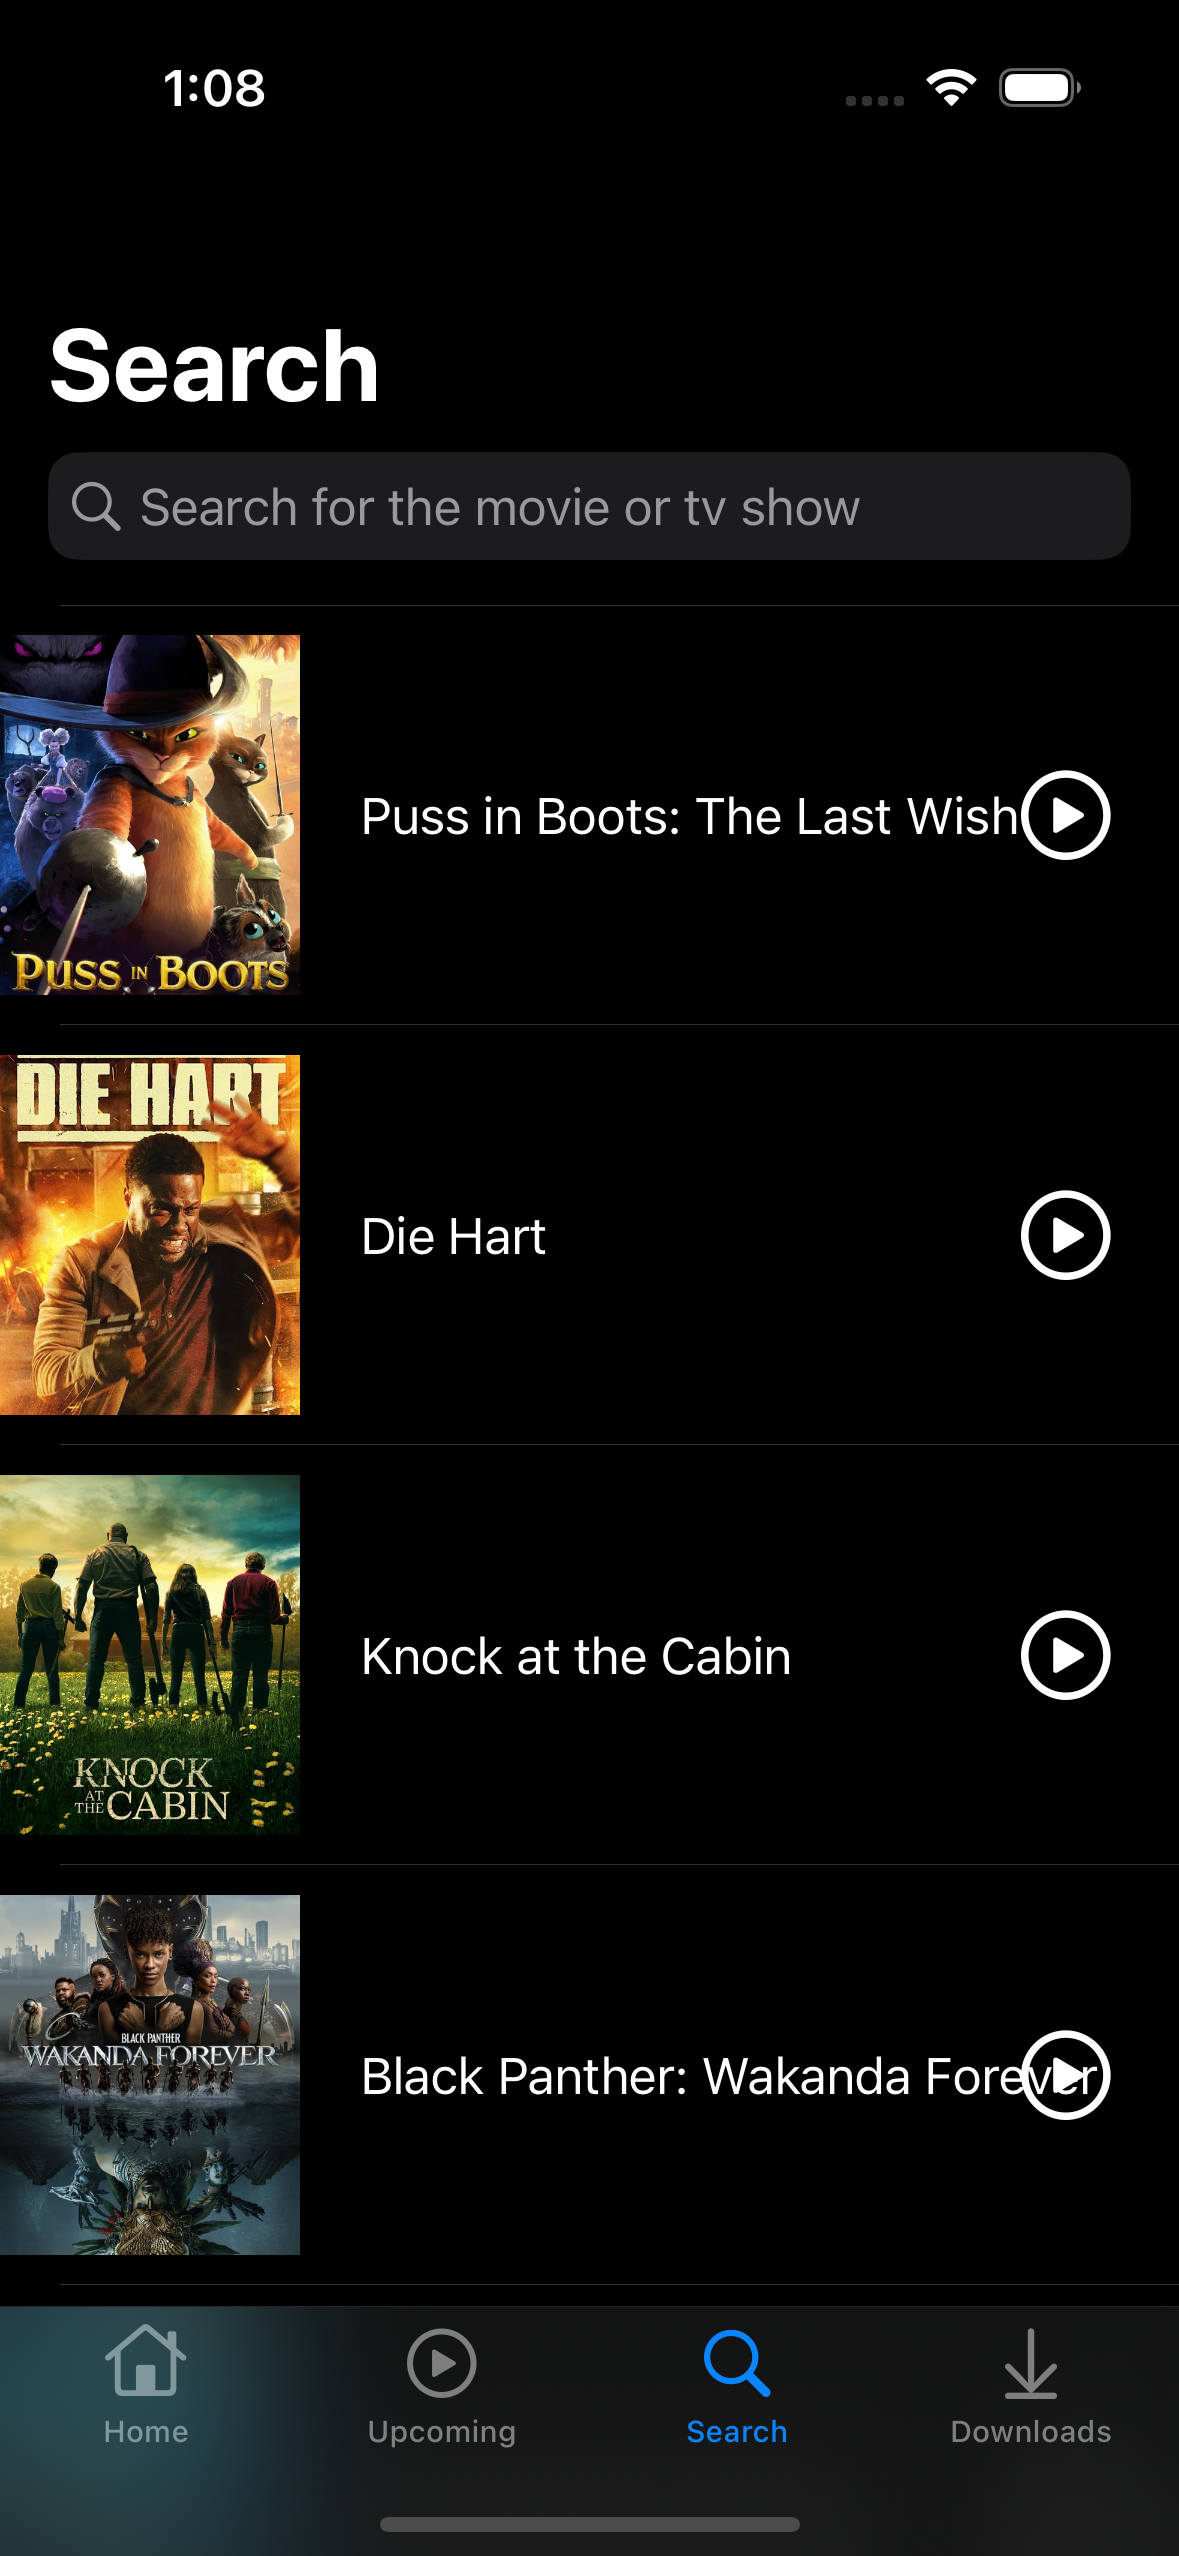 1:08
Search
Search for the movie or tv show
PUSS IN BOOTS
Puss in Boots: The Last Wish
DIE HART
Die Hart
KNOCK
AT
THE CABIN
Knock at the Cabin
BLACK PANTHER
WAKANDA FOREVER
Black Panther: Wakanda Forever
Home
Upcoming
Search
Downloads